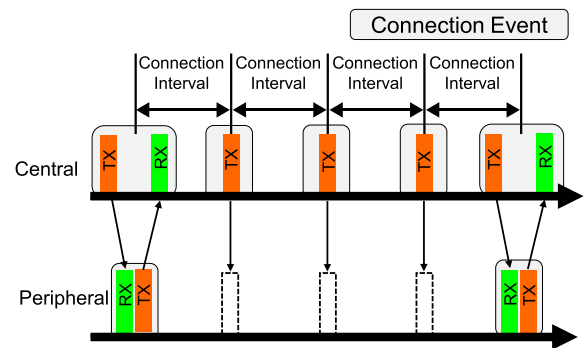 Connection Event
Connection
Interval
Connection
Interval
Connection
Interval
Connection
Interval
Central
TX
RX
TX
TX
TX
TX
RX
Peripheral
RX
TX
RX
TX